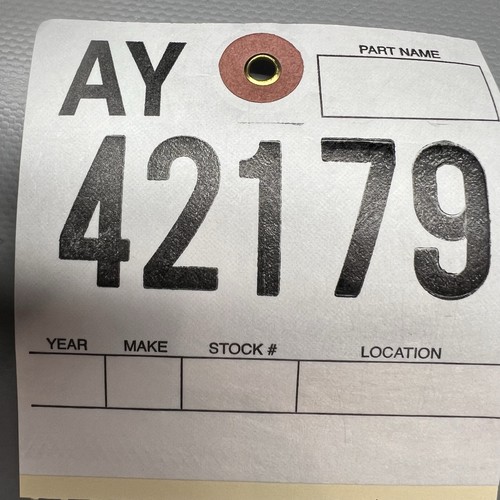 AY
PART NAME
42179
YEAR MAKE STOCK # LOCATION